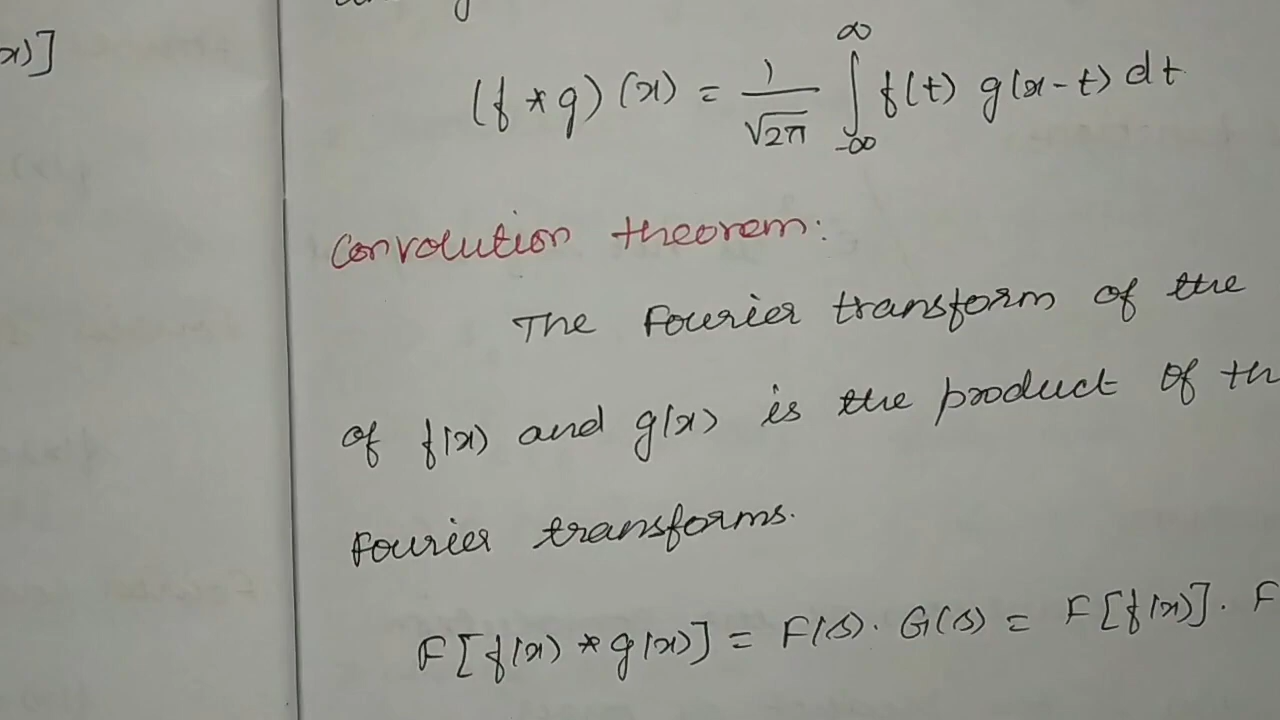 x)]
(f * g) (x) = 1/√2π ∫_{-∞}^{∞} f(t) g(x-t) dt
Convolution theorem:
The Fourier transform of the
of f(x) and g(x) is the product of th
Fourier transforms.
F[f(x) * g(x)] = F(s). G(s) = F[f(x)]. F